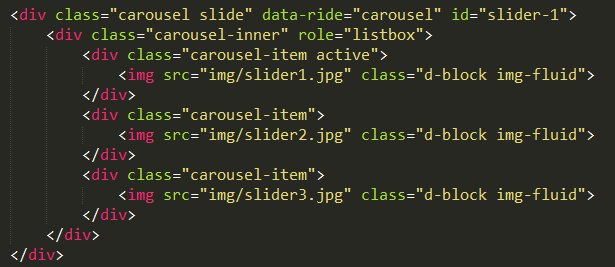 <div class="carousel slide" data-ride="carousel" id="slider-1">
<div class="carousel-inner" role="listbox">
<div class="carousel-item active">
<img src="img/slider1.jpg" class="d-block img-fluid">
</div>
<div class="carousel-item">
<img src="img/slider2.jpg" class="d-block img-fluid">
</div>
<div class="carousel-item">
<img src="img/slider3.jpg" class="d-block img-fluid">
</div>
</div>
</div>